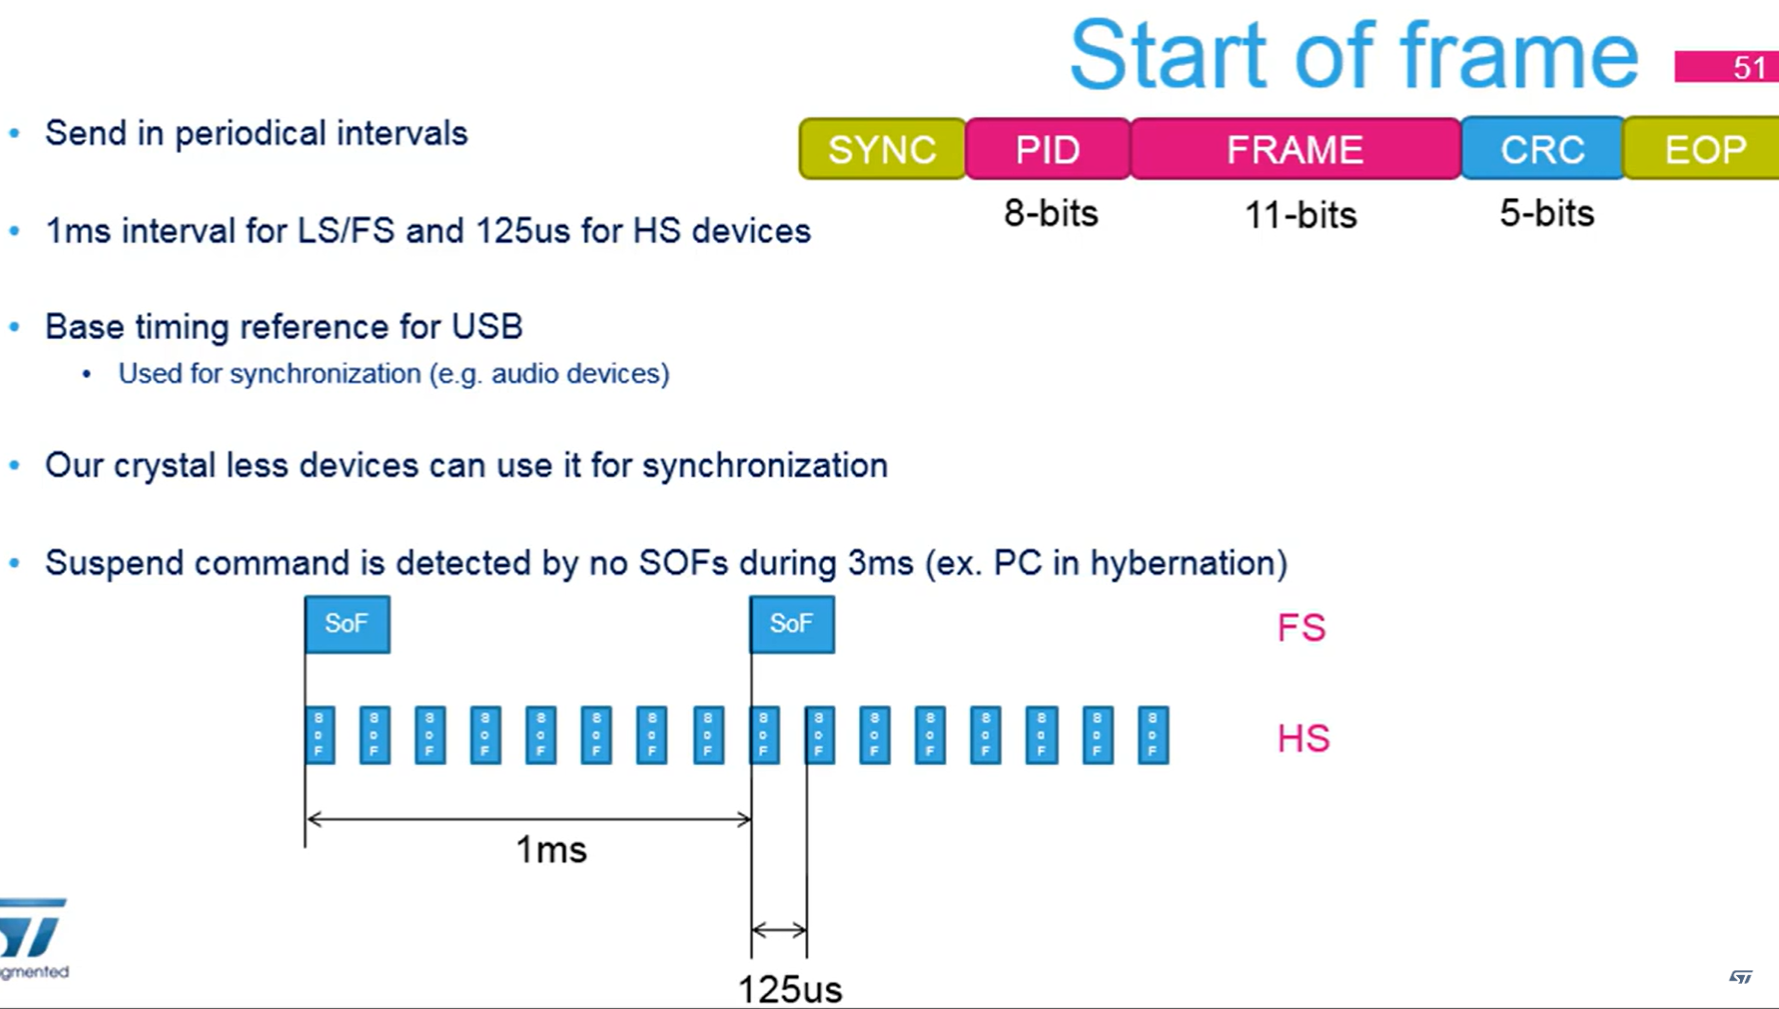 Start of frame
51
Send in periodical intervals
SYNC PID FRAME CRC EOP
8-bits 11-bits 5-bits
1ms interval for LS/FS and 125us for HS devices
Base timing reference for USB
Used for synchronization (e.g. audio devices)
Our crystal less devices can use it for synchronization
Suspend command is detected by no SOFs during 3ms (ex. PC in hybernation)
SoF SoF FS
SoF SoF SoF SoF SoF SoF SoF SoF SoF SoF SoF SoF SoF SoF SoF SoF HS
1ms
125us
ST
gmented
ST